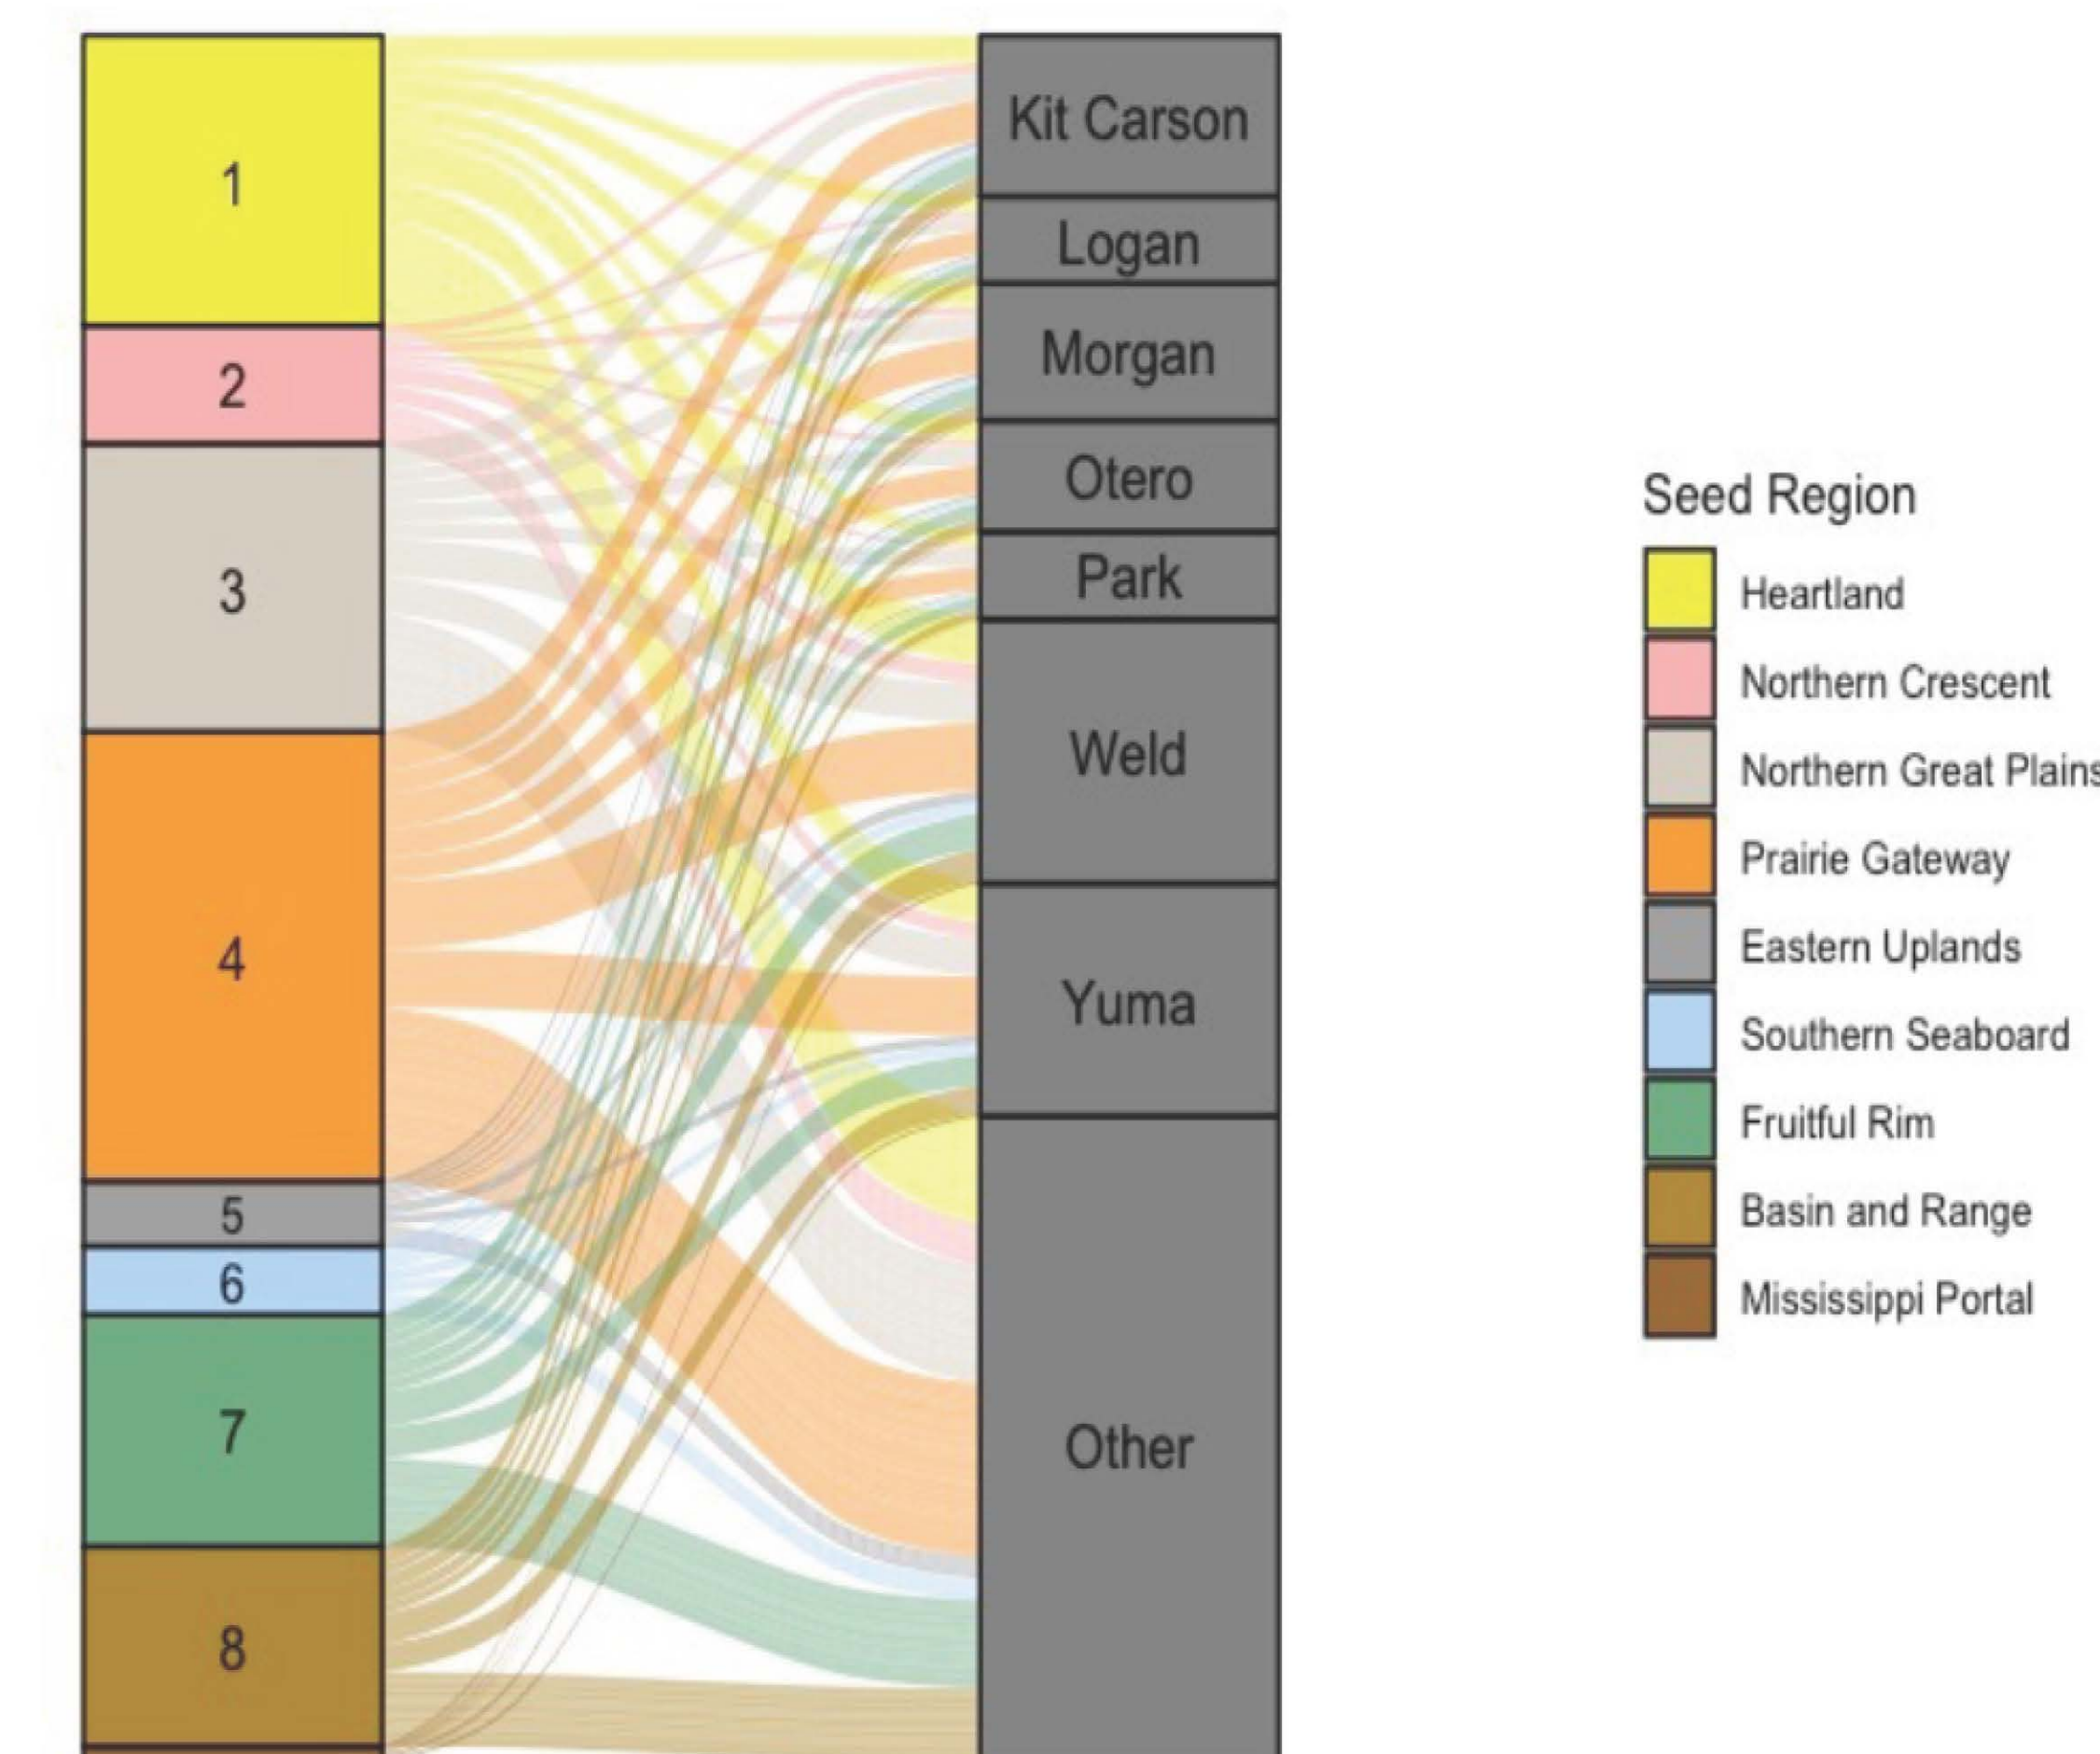 1
2
3
4
5
6
7
8
Kit Carson
Logan
Morgan
Otero
Park
Weld
Yuma
Other
Seed Region
Heartland
Northern Crescent
Northern Great Plains
Prairie Gateway
Eastern Uplands
Southern Seaboard
Fruitful Rim
Basin and Range
Mississippi Portal